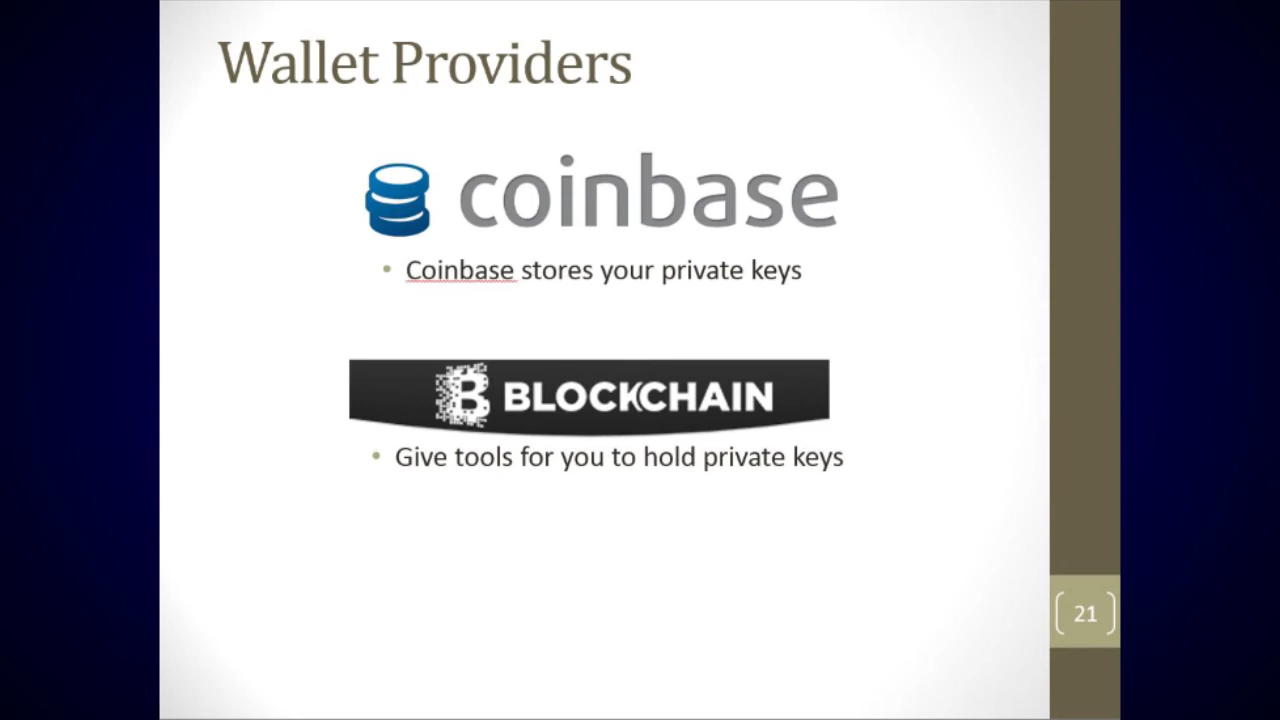 Wallet Providers
coinbase
• Coinbase stores your private keys
BLOCKCHAIN
• Give tools for you to hold private keys
21